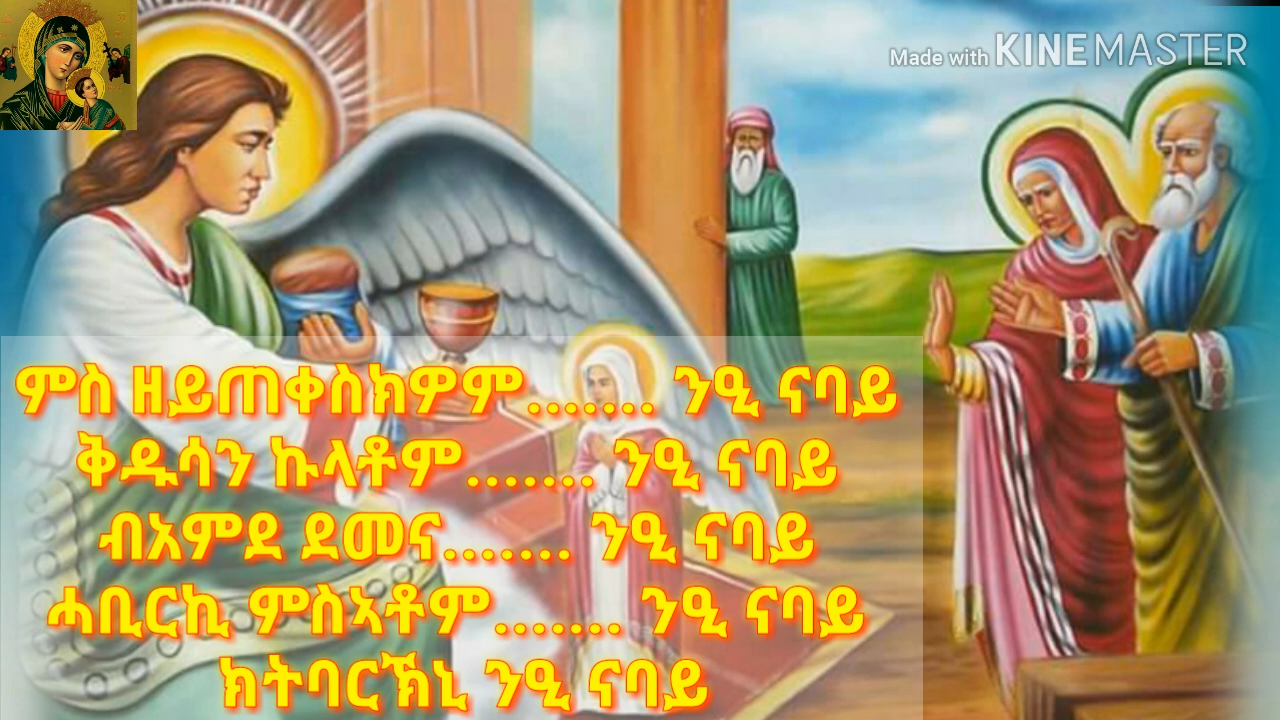 Made with KINEMASTER
ምስ ዘይጠቀስክዎም....... ንዒ ናባይ
ቅዱሳን ኩላቶም ....... ንዒ ናባይ
ብአምደ ደመና....... ንዒ ናባይ
ሓቢርኪ ምስኣቶም....... ንዒ ናባይ
ክትባርኽኒ ንዒ ናባይ